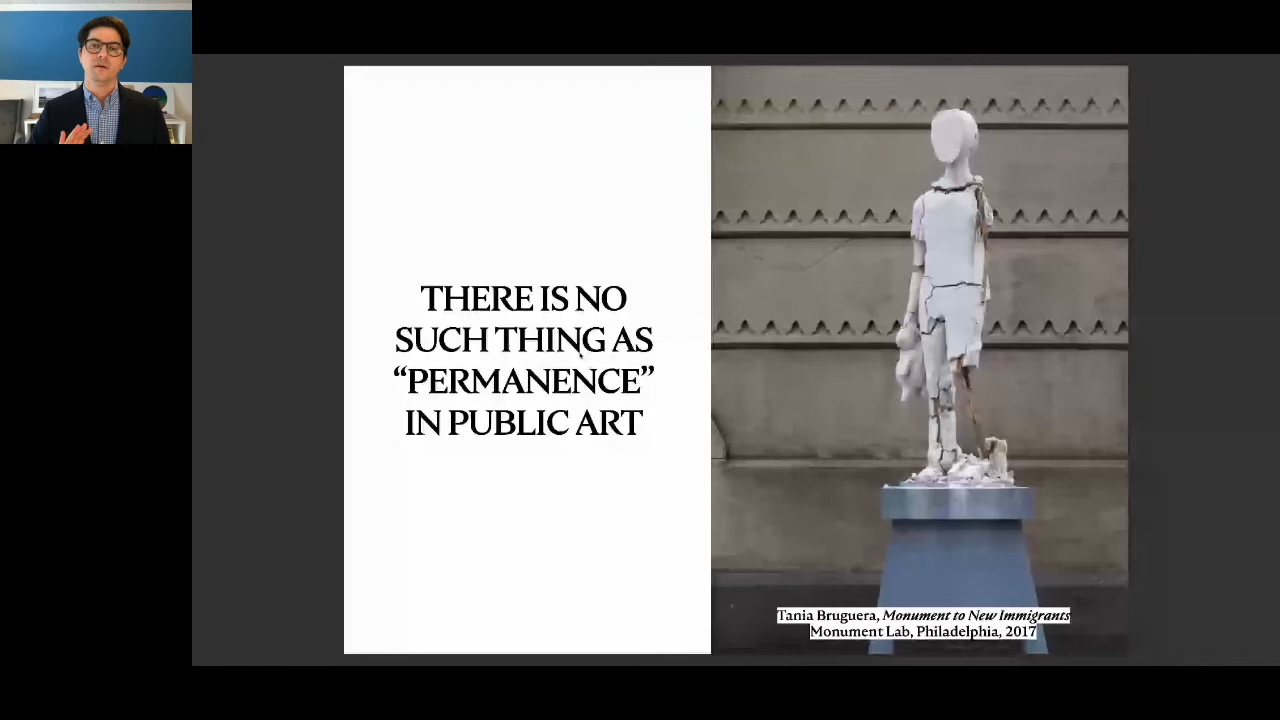 THERE IS NO
SUCH THING AS
“PERMANENCE”
IN PUBLIC ART
Tania Bruguera, Monument to New Immigrants
Monument Lab, Philadelphia, 2017